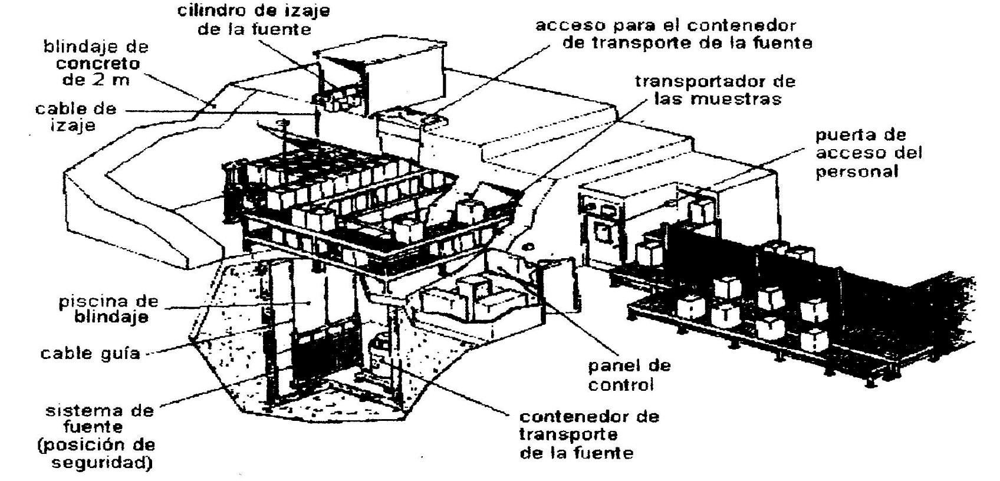 cilindro de izaje
de la fuente
acceso para el contenedor
de transporte de la fuente
blindaje de
concreto
de 2 m
transportador de
las muestras
cable de
izaje
puerta de
acceso del
personal
piscina de
blindaje
cable guía
panel de
control
sistema de
fuente
(posición de
seguridad)
contenedor de
transporte
de la fuente